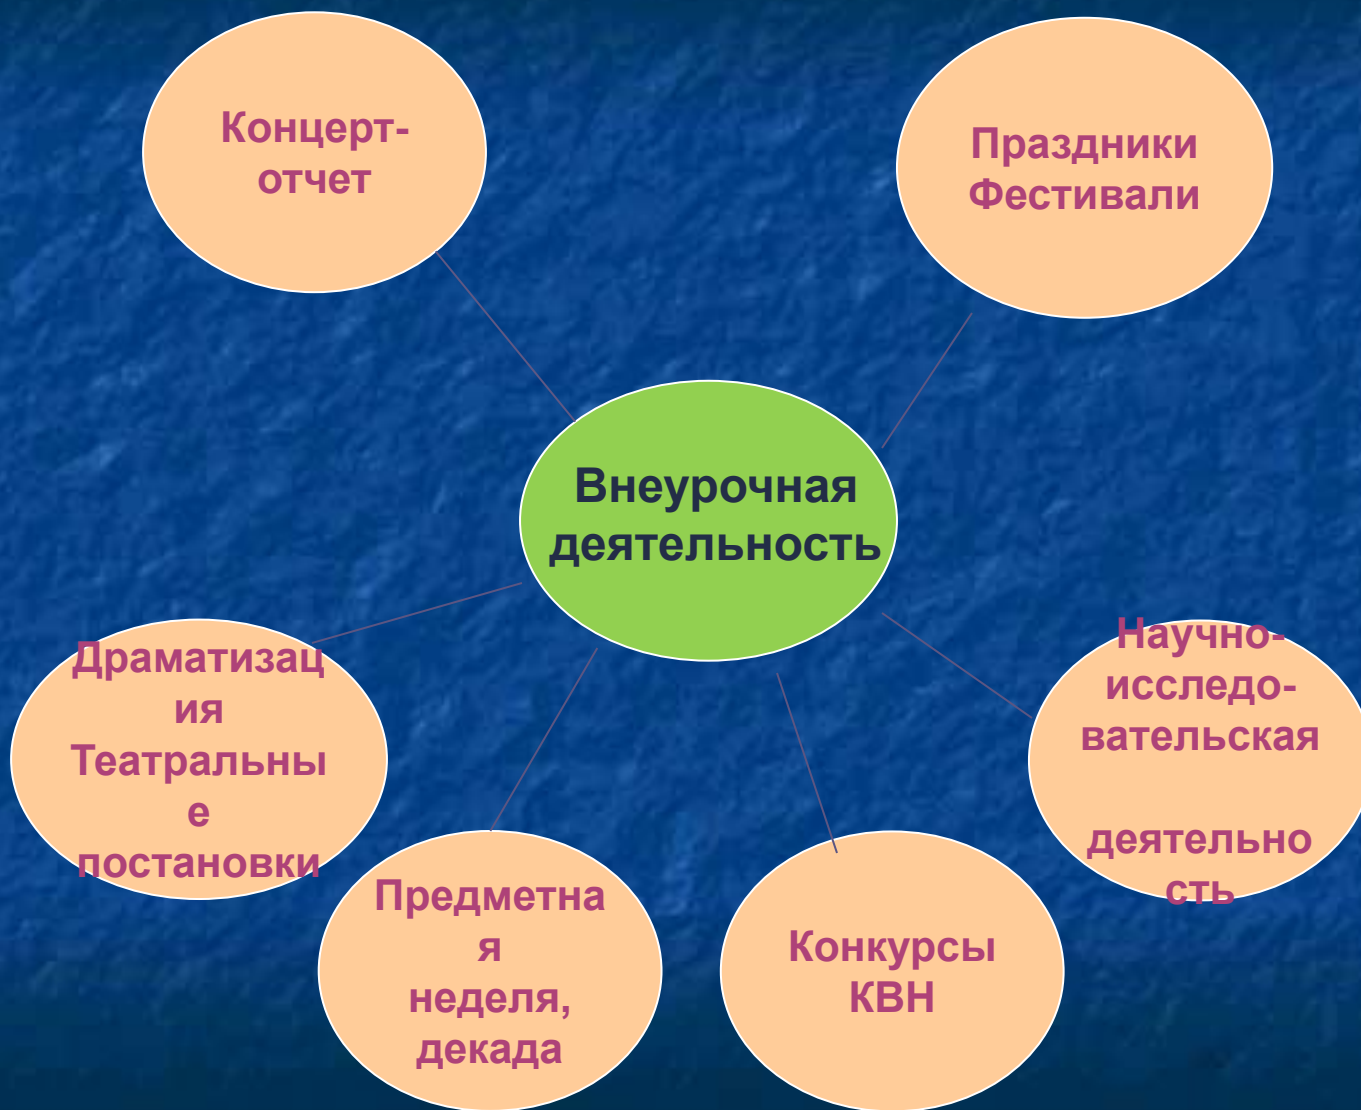 Концерт-
отчет
Праздники
Фестивали
Внеурочная
деятельность
Драматизац
ия
Театральны
е
постановки
Научно-
исследо-
вательская
деятельно
сть
Предметна
я
неделя,
декада
Конкурсы
КВН